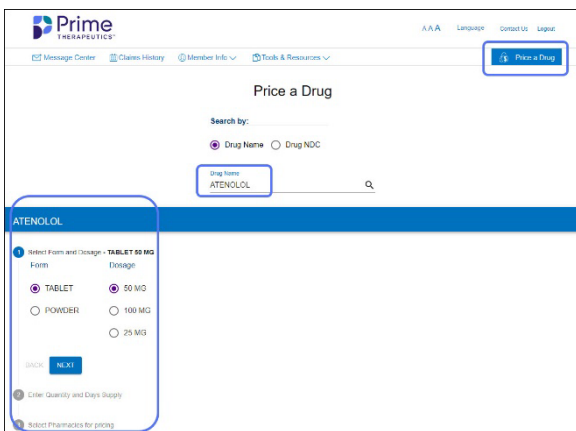 Prime
THERAPEUTICS
A A A Language Contact Us Logout
Message Center Claims History Member Info Tools & Resources Price a Drug
Price a Drug
Search by:
Drug Name Drug NDC
Drug Name
ATENOLOL
ATENOLOL
1 Select Form and Dosage - TABLET 50 MG
Form Dosage
TABLET 50 MG
POWDER 100 MG
25 MG
BACK NEXT
2 Enter Quantity and Days Supply
3 Select Pharmacies for pricing